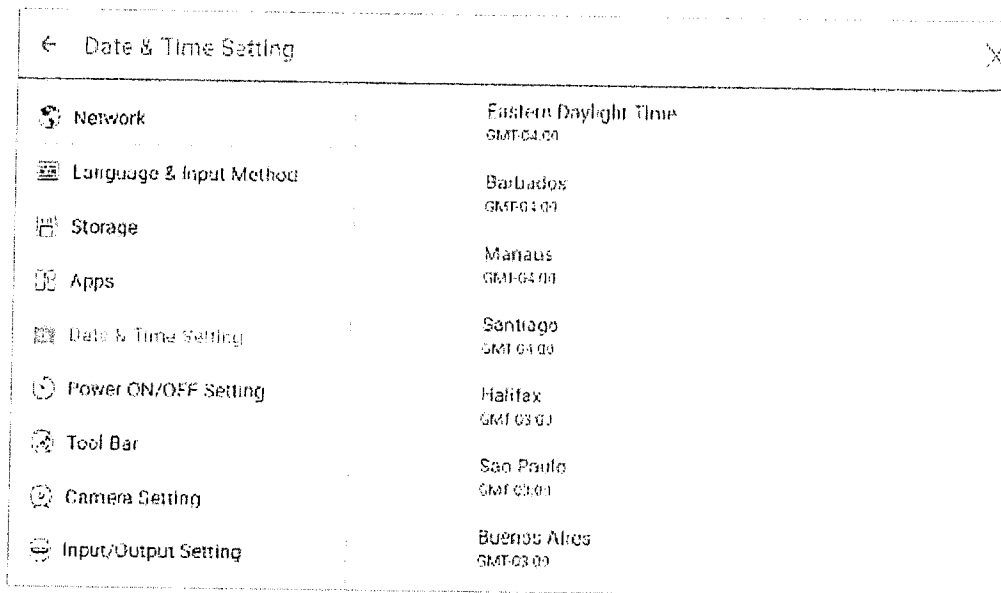 Date & Time Setting
Network
Language & Input Method
Storage
Apps
Date & Time Setting
Power ON/OFF Setting
Tool Bar
Camera Setting
Input/Output Setting
Eastern Daylight Time
GMT-04:00
Barbados
GMT-04:00
Manaus
GMT-04:00
Santiago
GMT-04:00
Halifax
GMT-03:00
Sao Paulo
GMT-03:00
Buenos Aires
GMT-03:00